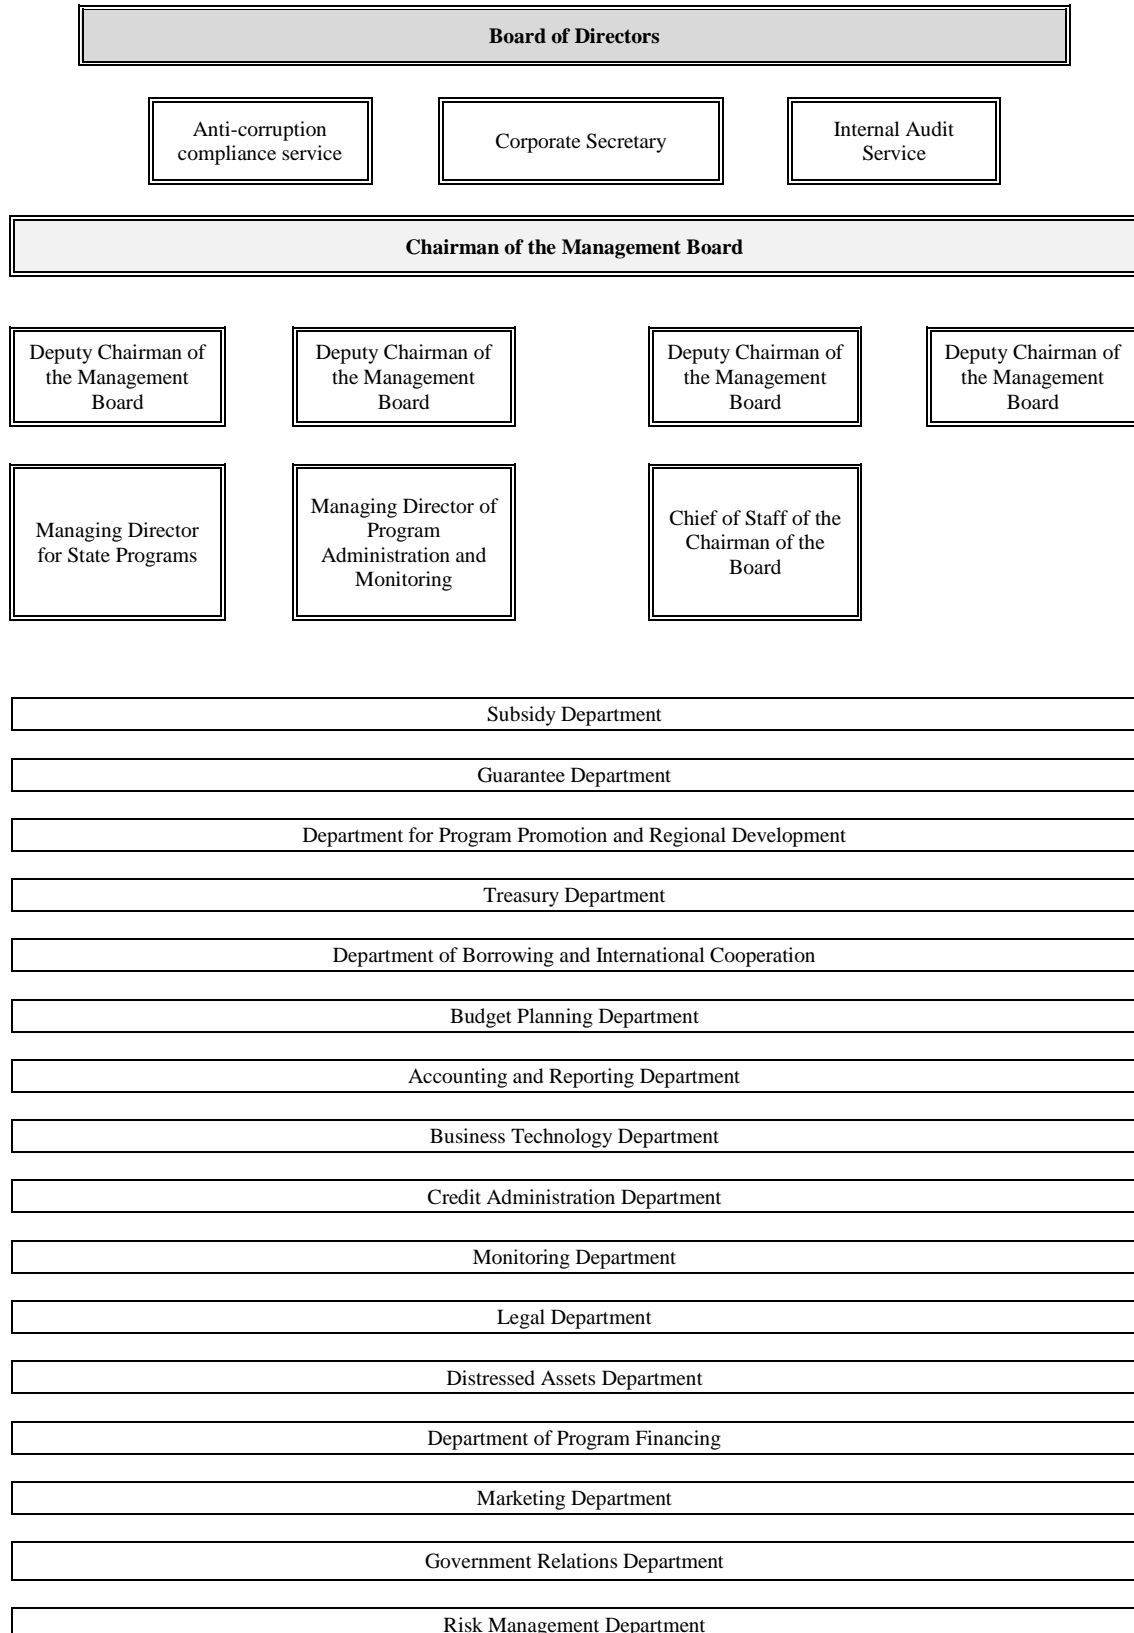 Board of Directors
Anti-corruption
compliance service
Corporate Secretary
Internal Audit
Service
Chairman of the Management Board
Deputy Chairman of
the Management
Board
Deputy Chairman of
the Management
Board
Deputy Chairman of
the Management
Board
Deputy Chairman of
the Management
Board
Managing Director
for State Programs
Managing Director of
Program
Administration and
Monitoring
Chief of Staff of the
Chairman of the
Board
Subsidy Department
Guarantee Department
Department for Program Promotion and Regional Development
Treasury Department
Department of Borrowing and International Cooperation
Budget Planning Department
Accounting and Reporting Department
Business Technology Department
Credit Administration Department
Monitoring Department
Legal Department
Distressed Assets Department
Department of Program Financing
Marketing Department
Government Relations Department
Risk Management Department